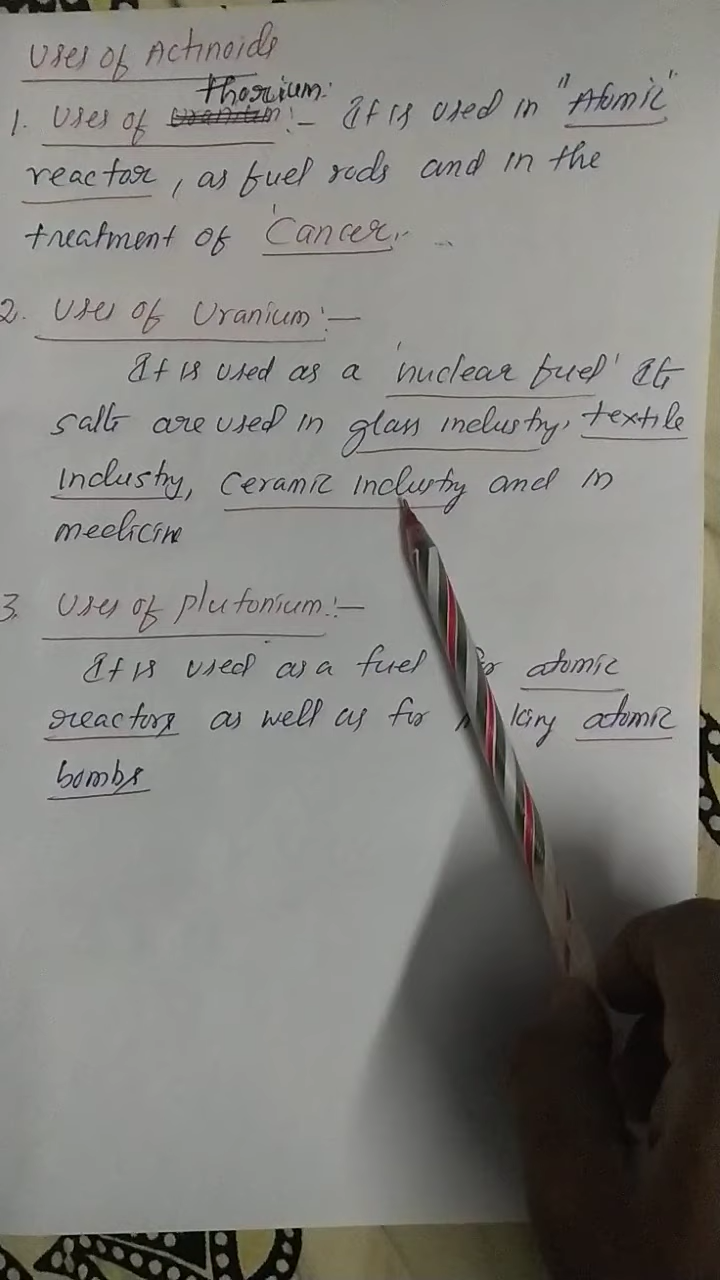 Uses of Actinoids
Thorium:
1. Uses of :- It is used in "Atomic"
reactor, as fuel rods and in the
treatment of 'Cancer'.
2. Uses of Uranium:-
It is used as a 'nuclear fuel' Its
salts are used in glass industry, textile
industry, Ceramic industry and in
medicine
3. Uses of plutonium:-
It is used as a fuel atomic
reactors as well as for atomic
bombs